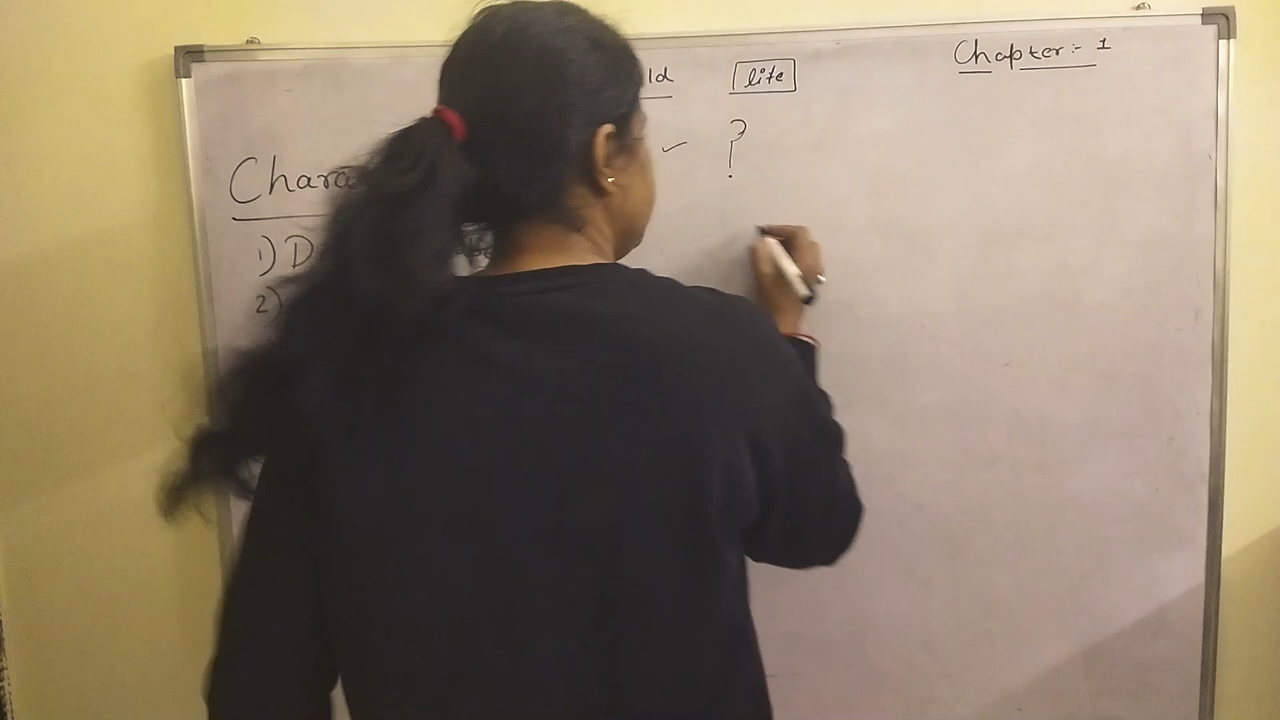 ld life Chapter:- 1
✓ ?
Chara
1) D
2)